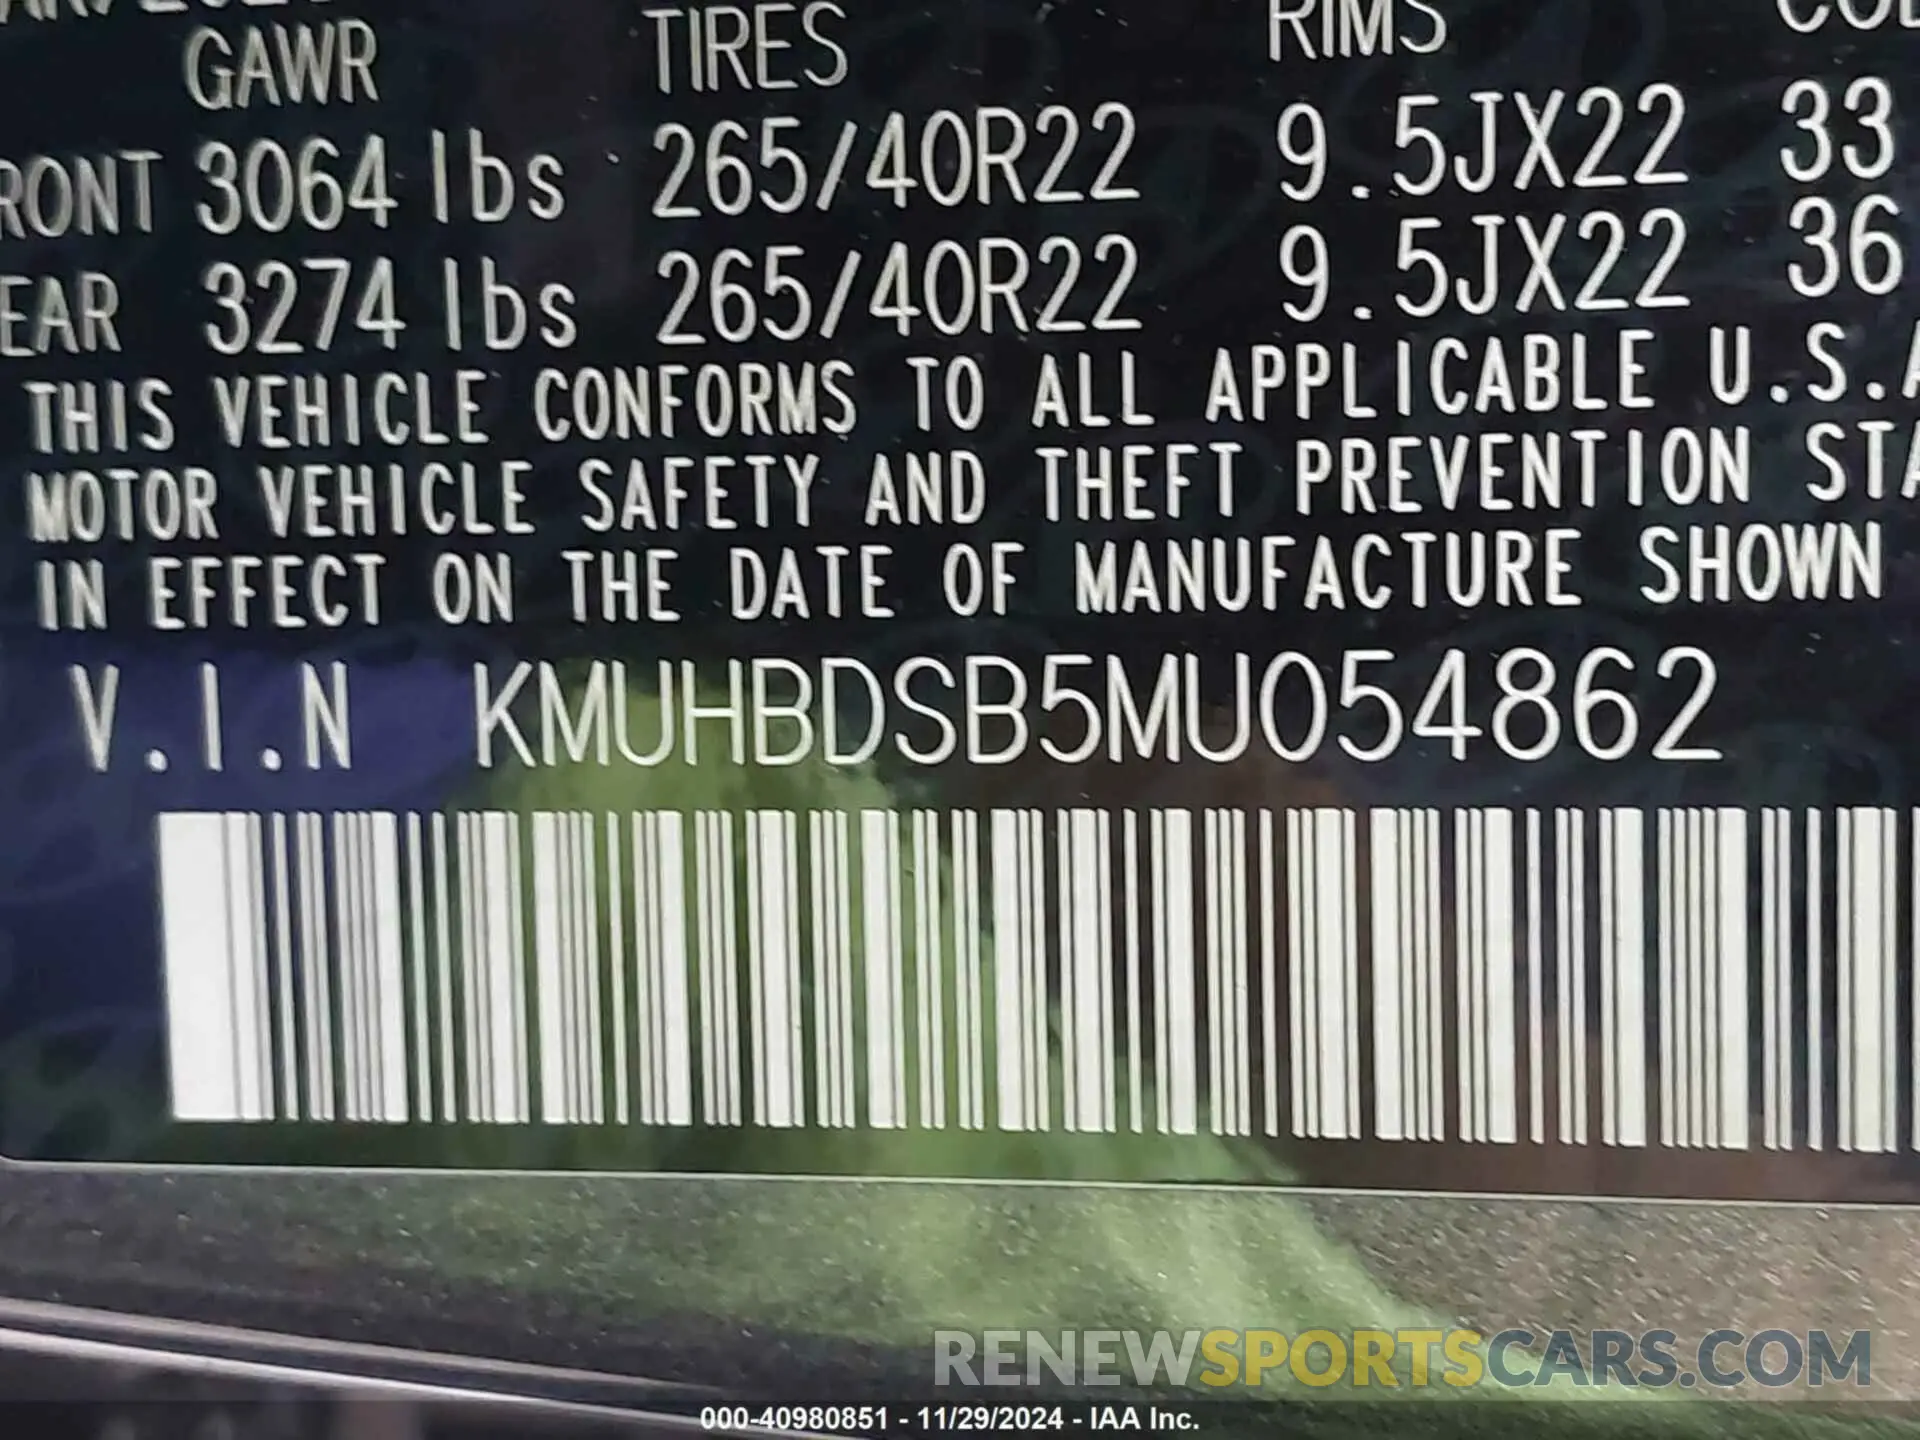 GAWR TIRES RIMS
RONT 3064 lbs 265/40R22 9.5JX22 33
EAR 3274 lbs 265/40R22 9.5JX22 36
THIS VEHICLE CONFORMS TO ALL APPLICABLE U.S.A
MOTOR VEHICLE SAFETY AND THEFT PREVENTION STA
IN EFFECT ON THE DATE OF MANUFACTURE SHOWN
V.I.N KMUHBDSB5MU054862
RENEWSPORTSCARS.COM
000-40980851 - 11/29/2024 - IAA Inc.